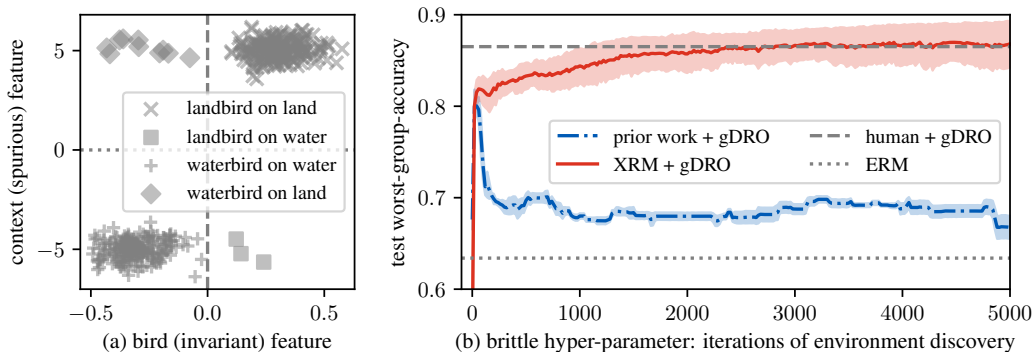 context (spurious) feature
5
0
−5
landbird on land
landbird on water
waterbird on water
waterbird on land
−0.5
0.0
0.5
(a) bird (invariant) feature
test worst-group-accuracy
0.9
0.8
0.7
0.6
prior work + gDRO
XRM + gDRO
human + gDRO
ERM
0
1000
2000
3000
4000
5000
(b) brittle hyper-parameter: iterations of environment discovery